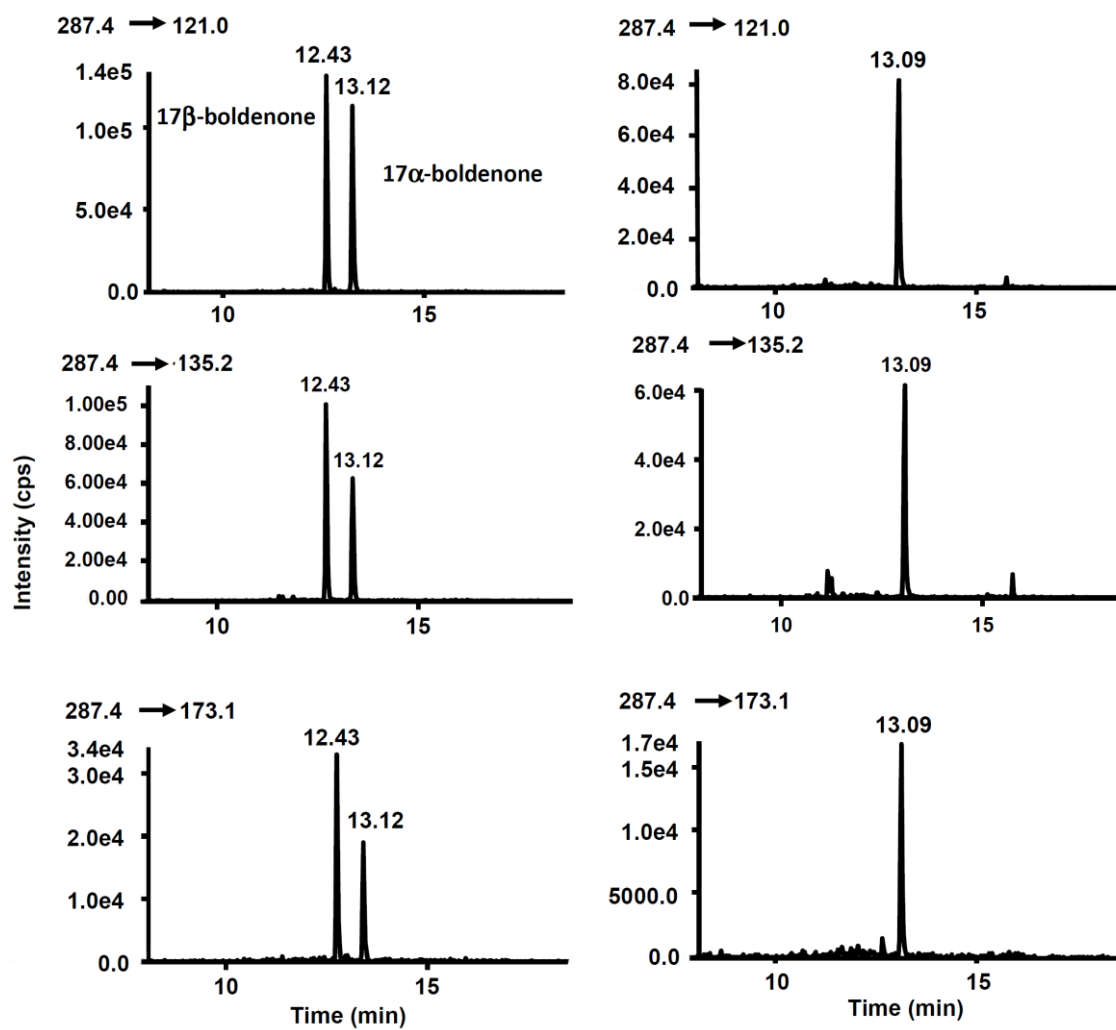 287.4 → 121.0
12.43
13.12
17β-boldenone
17α-boldenone
1.4e5
1.0e5
5.0e4
0.0
10
15
287.4 → 121.0
13.09
8.0e4
6.0e4
4.0e4
2.0e4
0.0
10
15
287.4 → 135.2
12.43
13.12
1.00e5
8.00e4
6.00e4
4.00e4
2.00e4
0.00
10
15
287.4 → 135.2
13.09
6.0e4
4.0e4
2.0e4
0.0
10
15
Intensity (cps)
287.4 → 173.1
12.43
13.12
3.4e4
3.0e4
2.0e4
1.0e4
0.0
10
15
Time (min)
287.4 → 173.1
13.09
1.7e4
1.5e4
1.0e4
5000.0
0.0
10
15
Time (min)